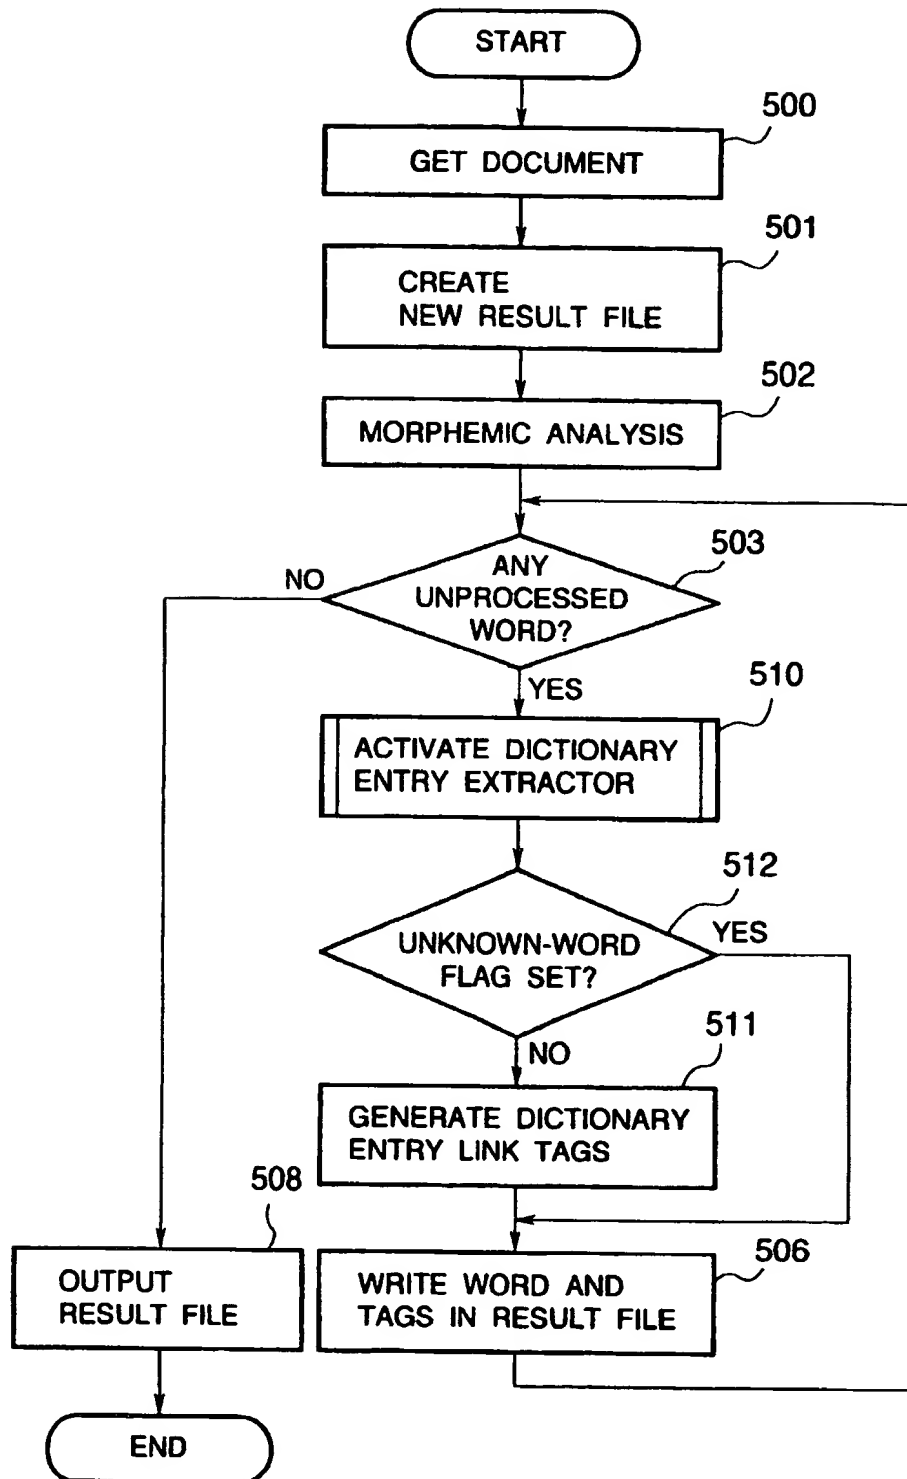 START
500
GET DOCUMENT
501
CREATE
NEW RESULT FILE
502
MORPHEMIC ANALYSIS
503
NO
ANY
UNPROCESSED
WORD?
YES
510
ACTIVATE DICTIONARY
ENTRY EXTRACTOR
512
UNKNOWN-WORD
FLAG SET?
YES
NO
511
GENERATE DICTIONARY
ENTRY LINK TAGS
508
OUTPUT
RESULT FILE
506
WRITE WORD AND
TAGS IN RESULT FILE
END